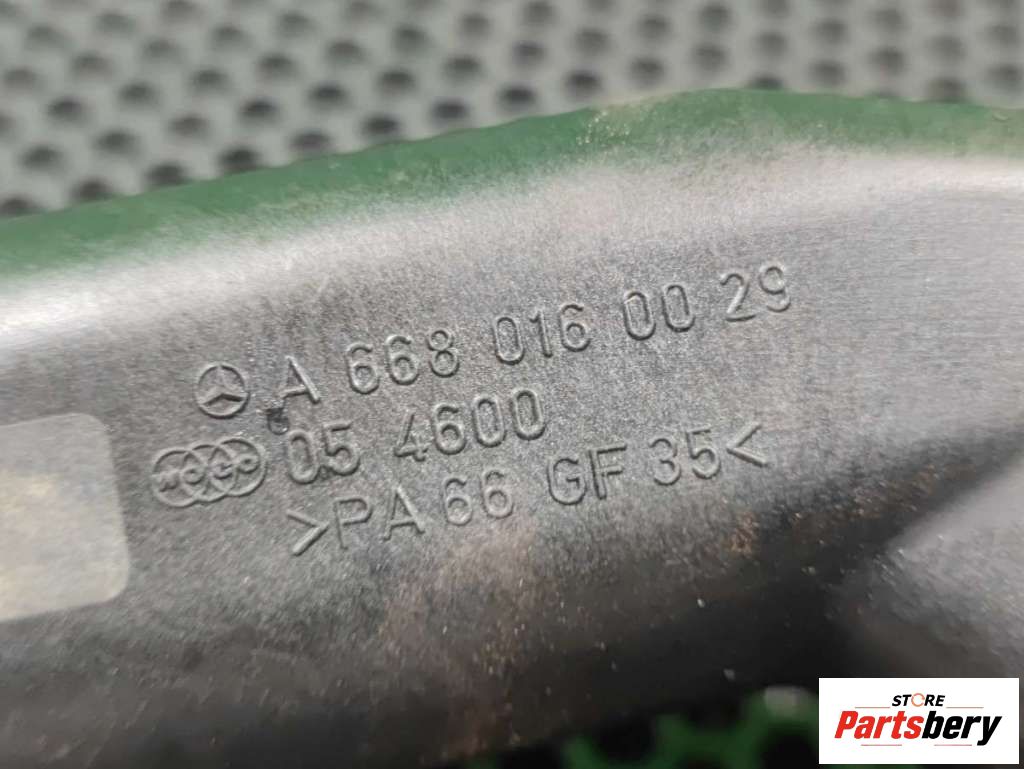 A 668 016 00 29
05 4600
>PA 66 GF 35<
STORE
Partsbery